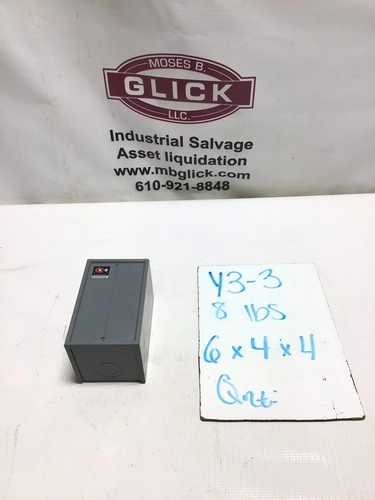 MOSES B.
GLICK
LLC.
Industrial Salvage
Asset liquidation
www.mbglick.com
610-921-8848
Y3-3
8 lbs
6 x 4 x 4